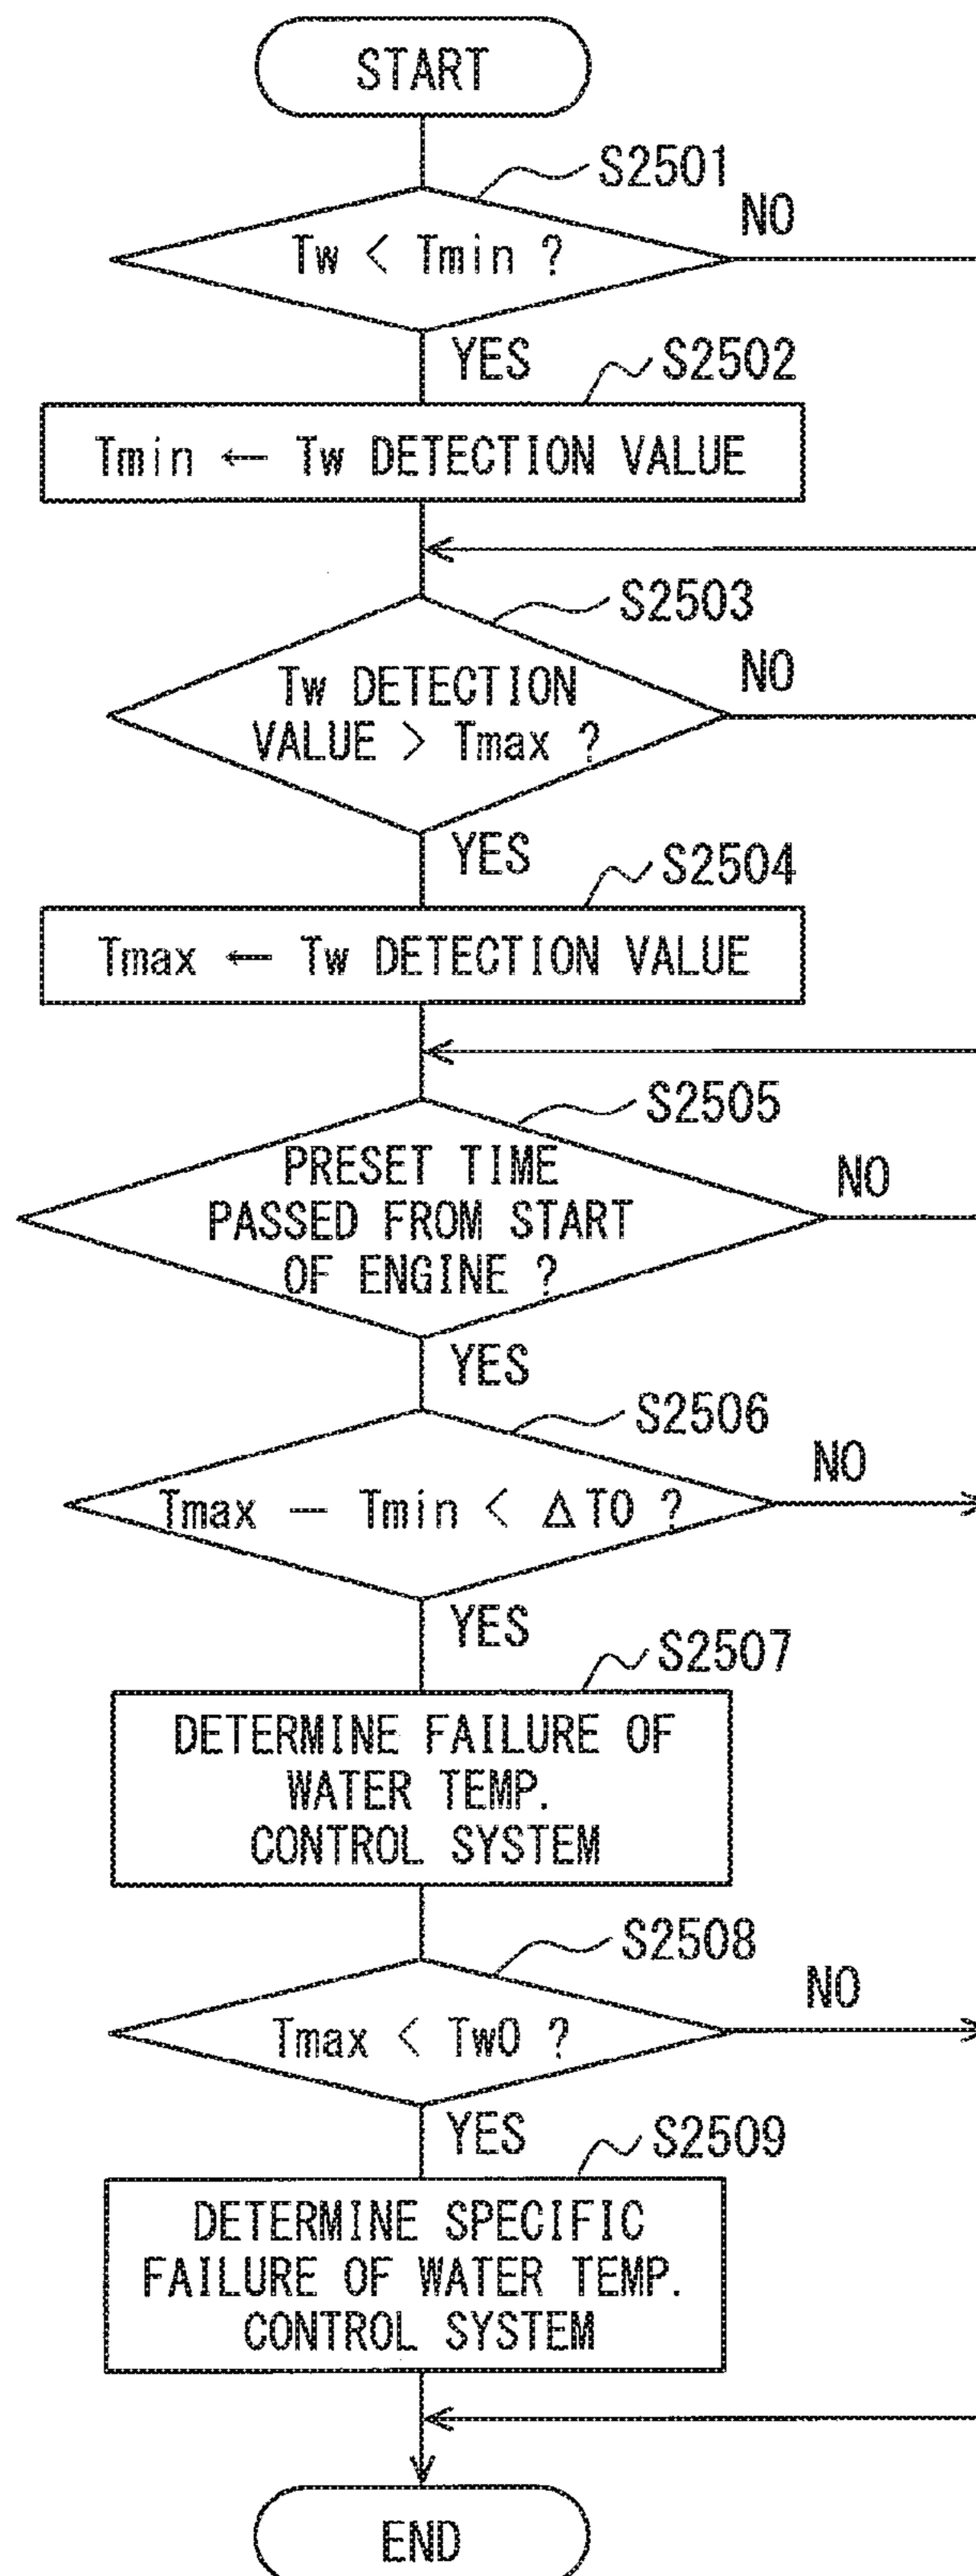 START
S2501
NO
Tw < Tmin ?
YES
S2502
Tmin ← Tw DETECTION VALUE
S2503
NO
Tw DETECTION
VALUE > Tmax ?
YES
S2504
Tmax ← Tw DETECTION VALUE
S2505
NO
PRESET TIME
PASSED FROM START
OF ENGINE ?
YES
S2506
NO
Tmax − Tmin < ΔT0 ?
YES
S2507
DETERMINE FAILURE OF
WATER TEMP.
CONTROL SYSTEM
S2508
NO
Tmax < Tw0 ?
YES
S2509
DETERMINE SPECIFIC
FAILURE OF WATER TEMP.
CONTROL SYSTEM
END